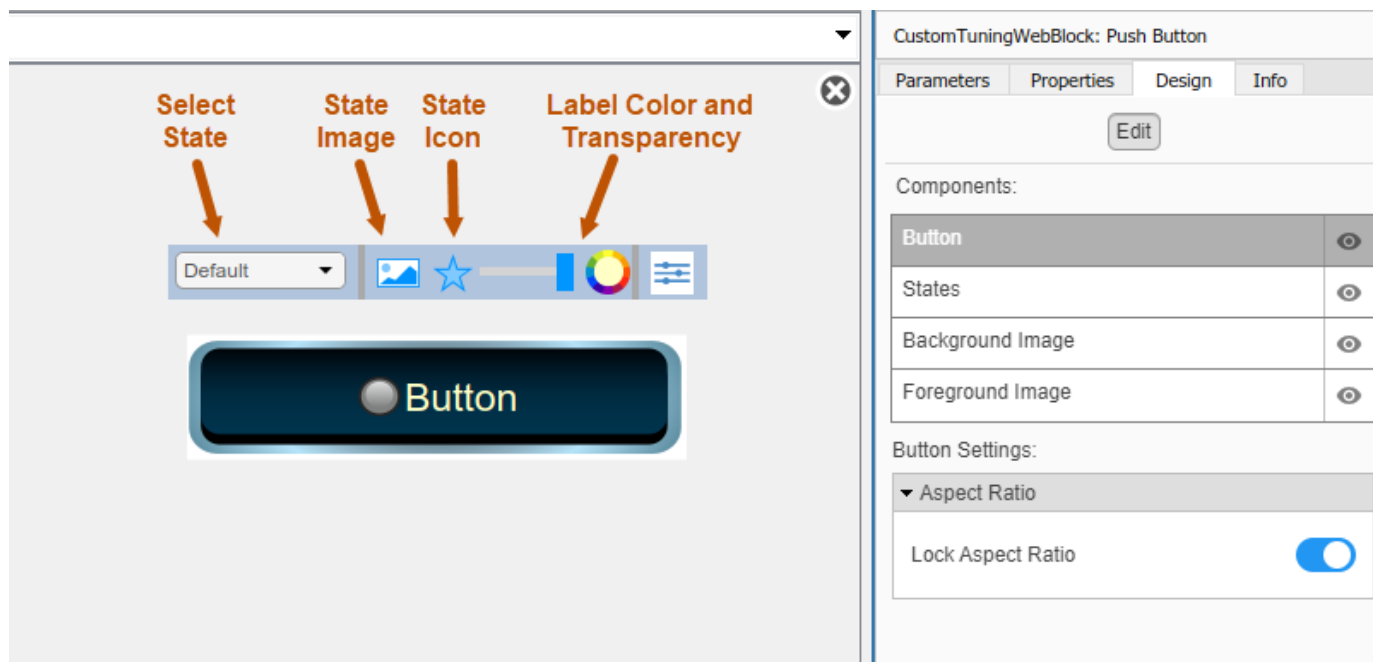 Select
State
State
Image
State
Icon
Label Color and
Transparency
Default
Button
CustomTuningWebBlock: Push Button
Parameters Properties Design Info
Edit
Components:
Button
States
Background Image
Foreground Image
Button Settings:
Aspect Ratio
Lock Aspect Ratio